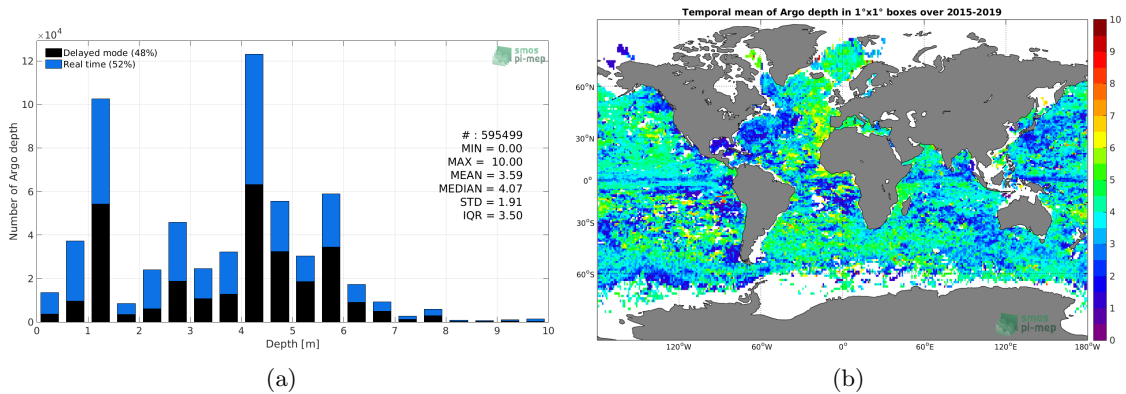 ×10⁴
Delayed mode (48%)
Real time (52%)
smos
pi-mep
12
10
8
6
4
2
0
Number of Argo depth
# : 595499
MIN = 0.00
MAX = 10.00
MEAN = 3.59
MEDIAN = 4.07
STD = 1.91
IQR = 3.50
0 1 2 3 4 5 6 7 8 9 10
Depth [m]
(a)
Temporal mean of Argo depth in 1°x1° boxes over 2015-2019
60°N
30°N
0°
30°S
60°S
120°W 60°W 0° 60°E 120°E 180°W
smos
pi-mep
10
9
8
7
6
5
4
3
2
1
0
(b)